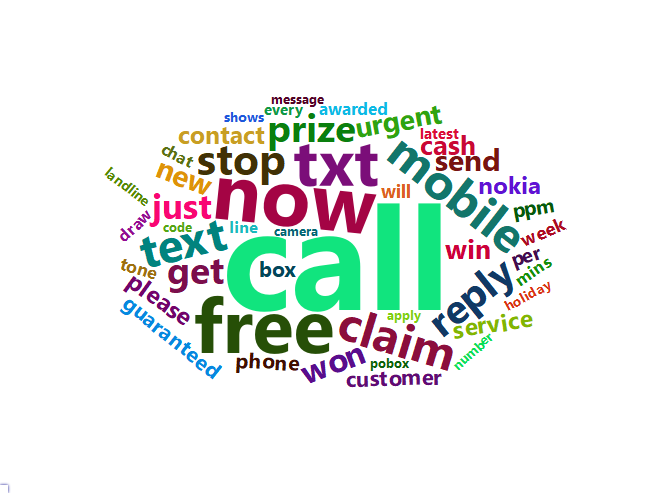 message
every
awarded
shows
prize
urgent
contact
latest
cash
chat
stop
txt
send
landline
new
now
mobile
will
nokia
just
ppm
draw
code
line
camera
week
text
call
win
per
tone
get
box
mins
please
reply
holiday
guaranteed
free
claim
apply
service
phone
won
pobox
number
customer